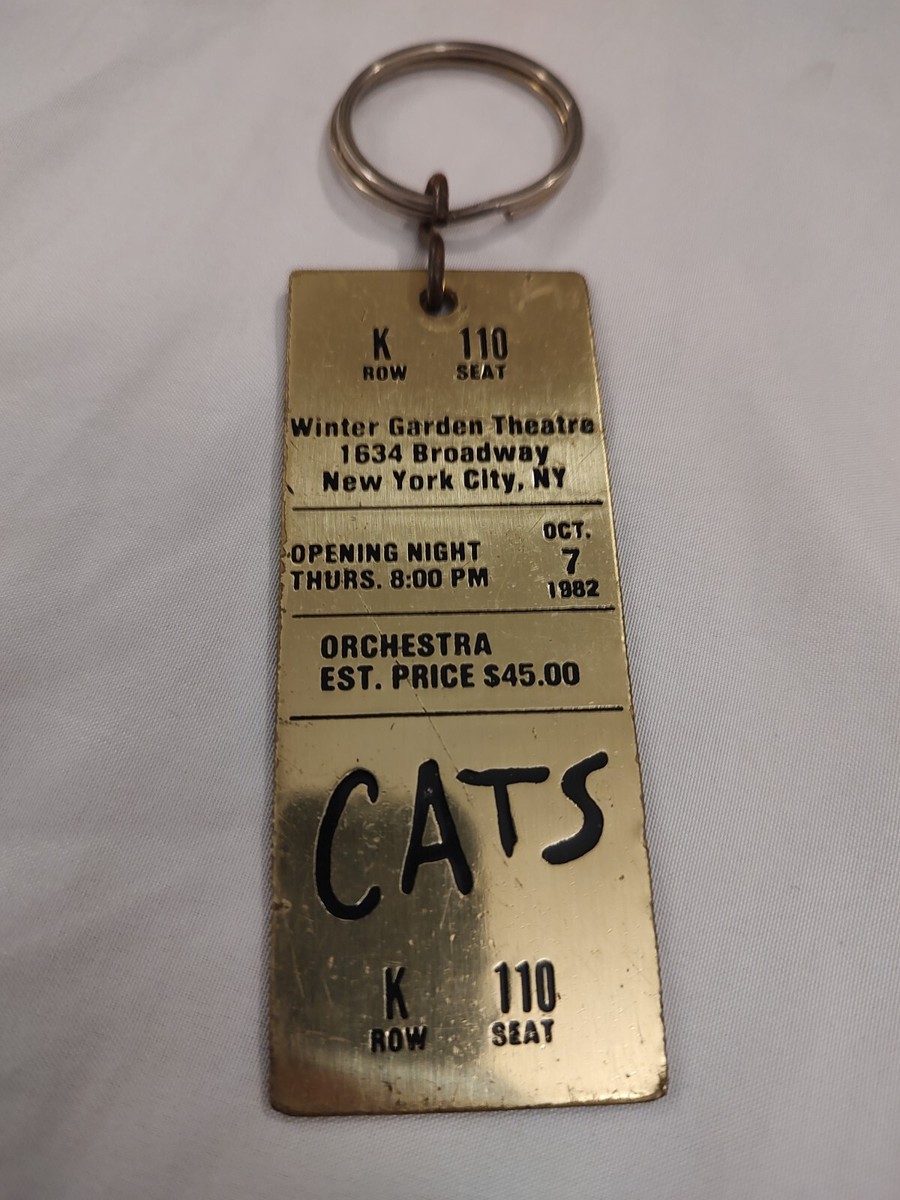 K 110
ROW SEAT
Winter Garden Theatre
1634 Broadway
New York City, NY
OPENING NIGHT
THURS. 8:00 PM
OCT.
7
1982
ORCHESTRA
EST. PRICE $45.00
CATS
K 110
ROW SEAT